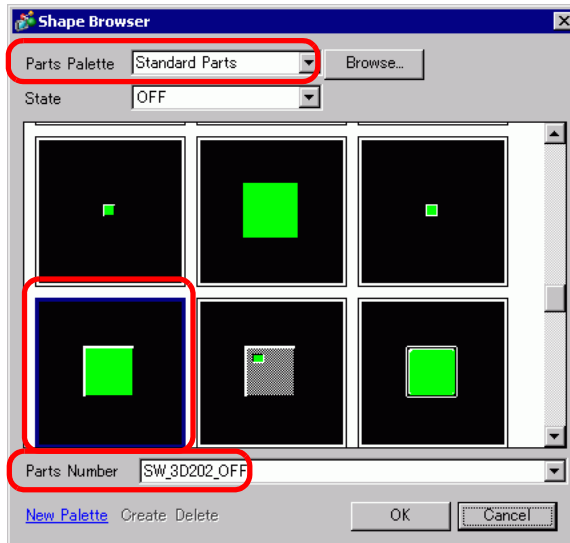 Shape Browser
Parts Palette Standard Parts Browse...
State OFF
Parts Number SW_3D202_OFF
New Palette Create Delete OK Cancel